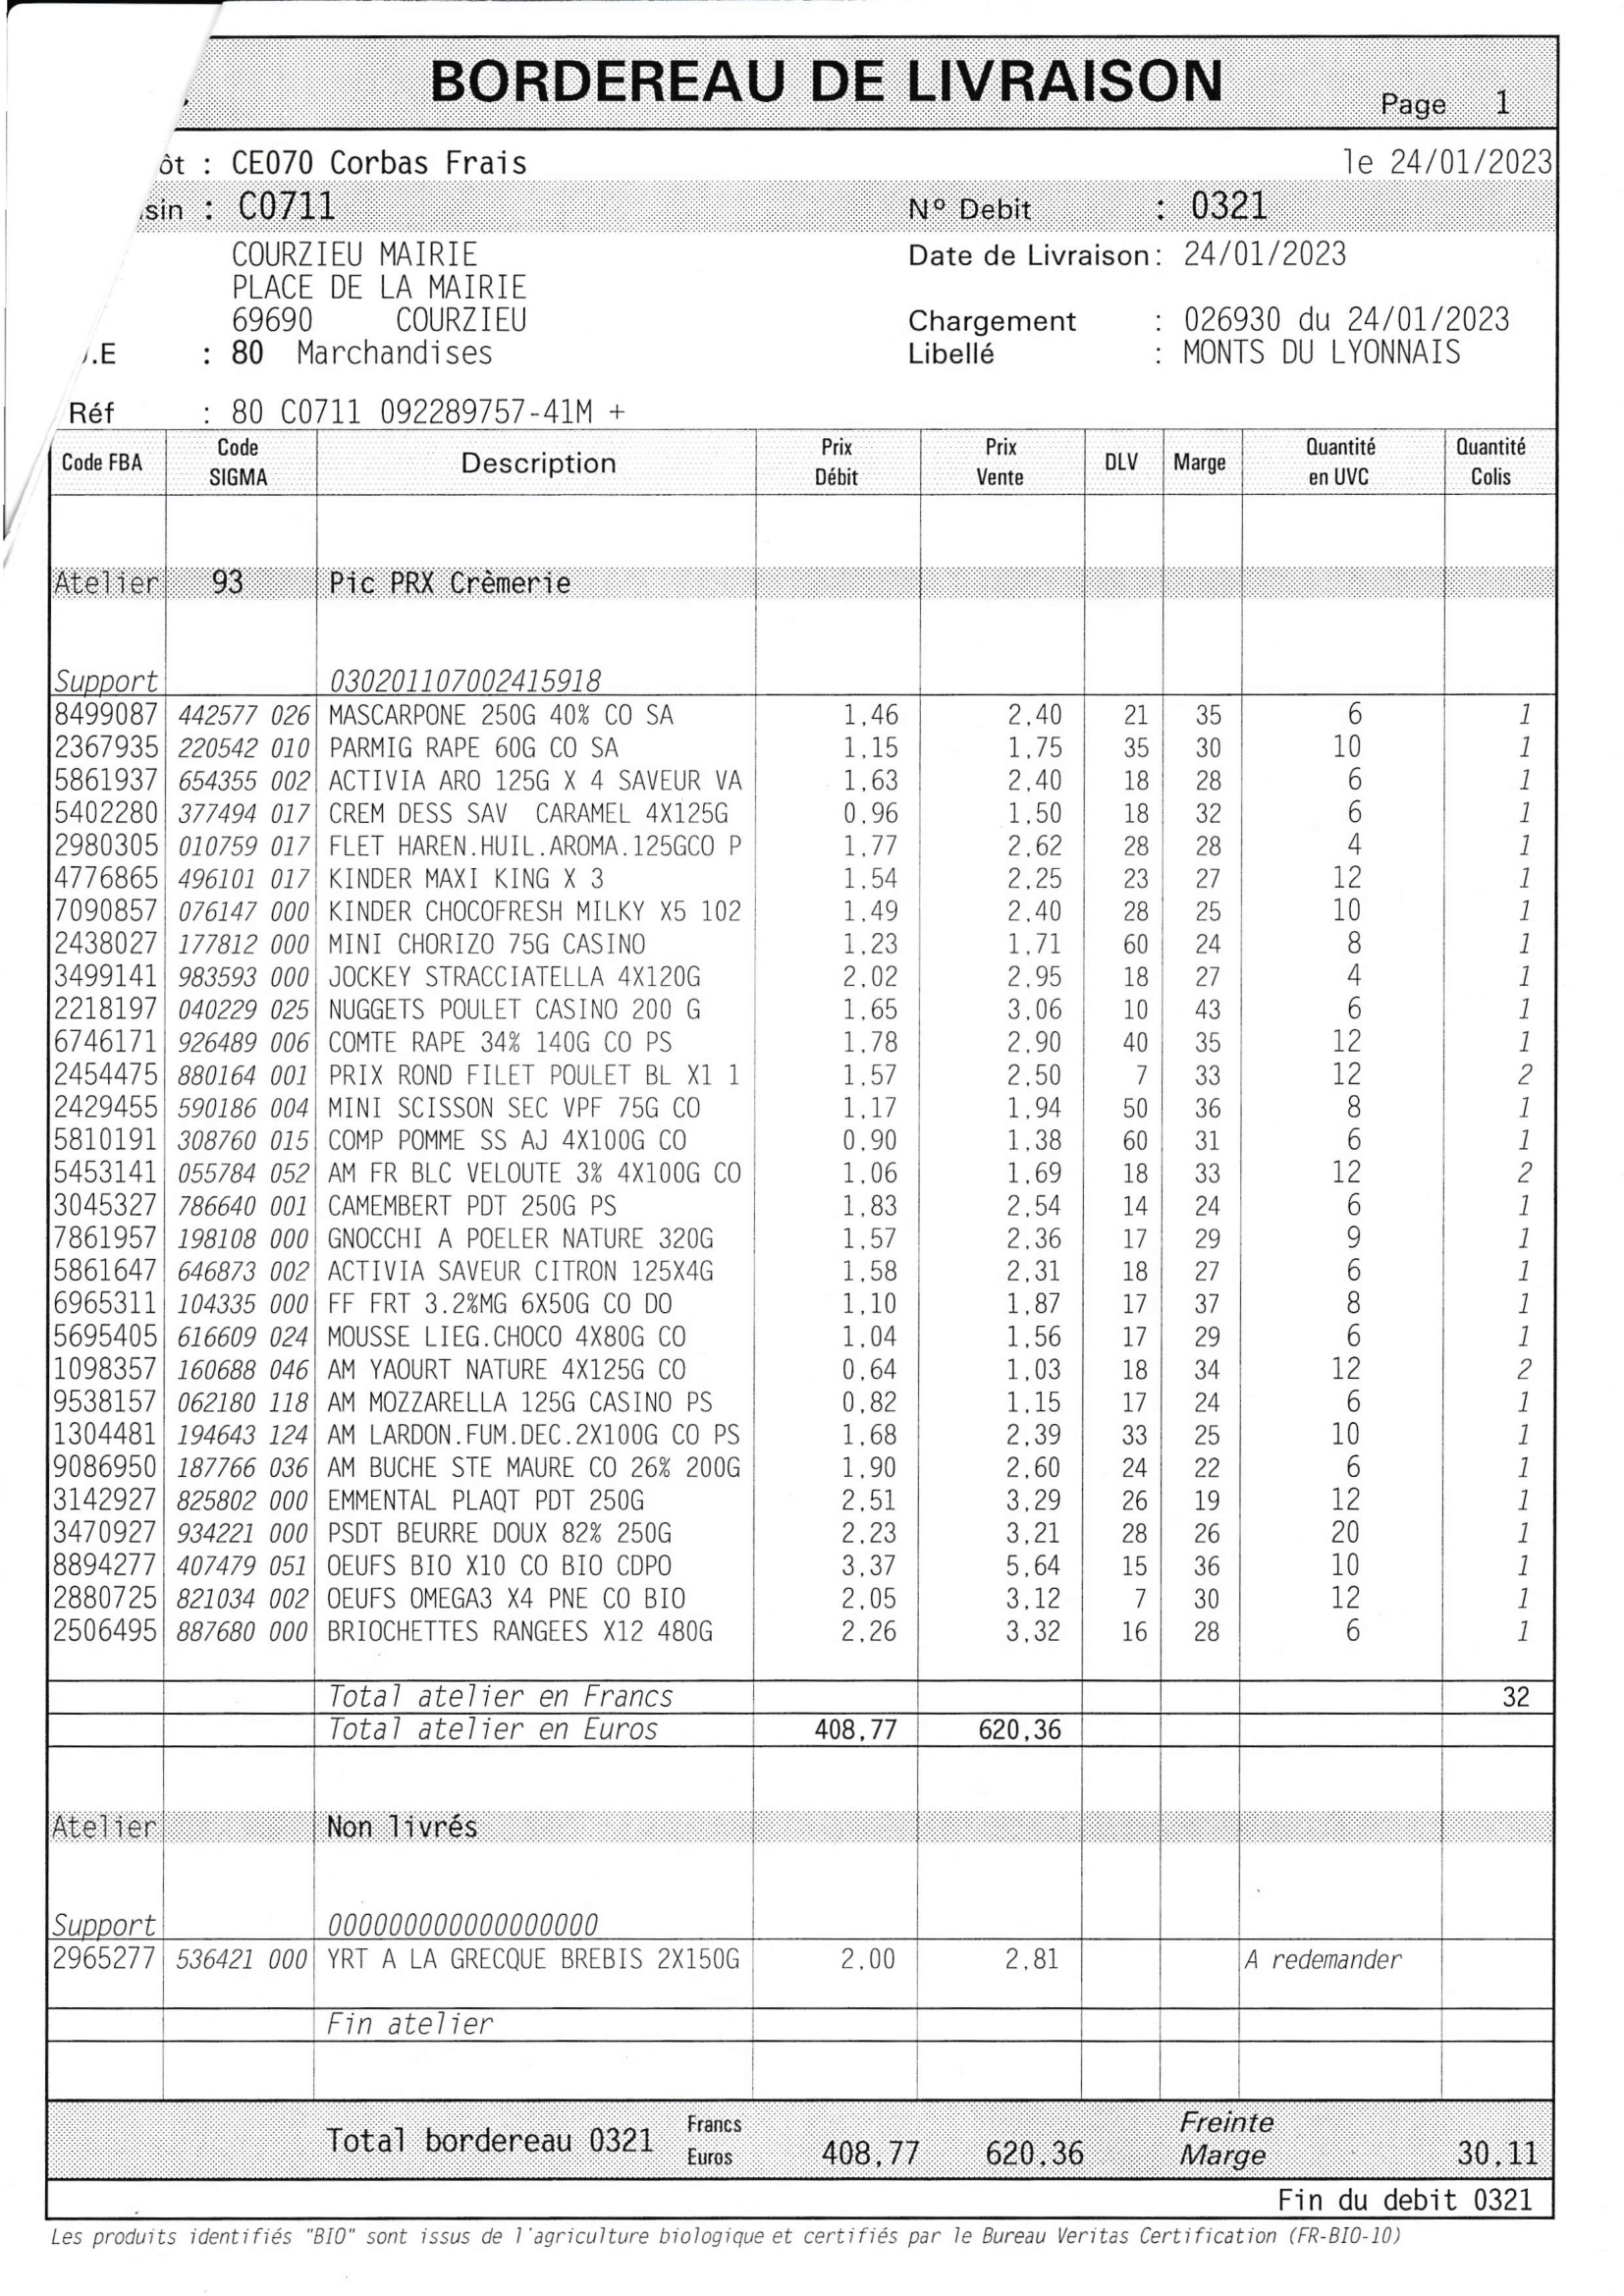 BORDEREAU DE LIVRAISON Page 1
ôt : CE070 Corbas Frais le 24/01/2023
sin : C0711 N° Debit : 0321
COURZIEU MAIRIE Date de Livraison: 24/01/2023
PLACE DE LA MAIRIE
69690 COURZIEU Chargement : 026930 du 24/01/2023
.E : 80 Marchandises Libellé : MONTS DU LYONNAIS
Réf : 80 C0711 092289757-41M +
Code FBA Code SIGMA Description Prix Débit Prix Vente DLV Marge Quantité en UVC Quantité Colis
Atelier 93 Pic PRX Crèmerie
Support 030201107002415918
8499087 442577 026 MASCARPONE 250G 40% CO SA 1,46 2,40 21 35 6 1
2367935 220542 010 PARMIG RAPE 60G CO SA 1,15 1,75 35 30 10 1
5861937 654355 002 ACTIVIA ARO 125G X 4 SAVEUR VA 1,63 2,40 18 28 6 1
5402280 377494 017 CREM DESS SAV CARAMEL 4X125G 0,96 1,50 18 32 6 1
2980305 010759 017 FLET HAREN.HUIL.AROMA.125GCO P 1,77 2,62 28 28 4 1
4776865 496101 017 KINDER MAXI KING X 3 1,54 2,25 23 27 12 1
7090857 076147 000 KINDER CHOCOFRESH MILKY X5 102 1,49 2,40 28 25 10 1
2438027 177812 000 MINI CHORIZO 75G CASINO 1,23 1,71 60 24 8 1
3499141 983593 000 JOCKEY STRACCIATELLA 4X120G 2,02 2,95 18 27 4 1
2218197 040229 025 NUGGETS POULET CASINO 200 G 1,65 3,06 10 43 6 1
6746171 926489 006 COMTE RAPE 34% 140G CO PS 1,78 2,90 40 35 12 1
2454475 880164 001 PRIX ROND FILET POULET BL X1 1 1,57 2,50 7 33 12 2
2429455 590186 004 MINI SCISSON SEC VPF 75G CO 1,17 1,94 50 36 8 1
5810191 308760 015 COMP POMME SS AJ 4X100G CO 0,90 1,38 60 31 6 1
5453141 055784 052 AM FR BLC VELOUTE 3% 4X100G CO 1,06 1,69 18 33 12 2
3045327 786640 001 CAMEMBERT PDT 250G PS 1,83 2,54 14 24 6 1
7861957 198108 000 GNOCCHI A POELER NATURE 320G 1,57 2,36 17 29 9 1
5861647 646873 002 ACTIVIA SAVEUR CITRON 125X4G 1,58 2,31 18 27 6 1
6965311 104335 000 FF FRT 3.2%MG 6X50G CO DO 1,10 1,87 17 37 8 1
5695405 616609 024 MOUSSE LIEG.CHOCO 4X80G CO 1,04 1,56 17 29 6 1
1098357 160688 046 AM YAOURT NATURE 4X125G CO 0,64 1,03 18 34 12 2
9538157 062180 118 AM MOZZARELLA 125G CASINO PS 0,82 1,15 17 24 6 1
1304481 194643 124 AM LARDON.FUM.DEC.2X100G CO PS 1,68 2,39 33 25 10 1
9086950 187766 036 AM BUCHE STE MAURE CO 26% 200G 1,90 2,60 24 22 6 1
3142927 825802 000 EMMENTAL PLAQT PDT 250G 2,51 3,29 26 19 12 1
3470927 934221 000 PSDT BEURRE DOUX 82% 250G 2,23 3,21 28 26 20 1
8894277 407479 051 OEUFS BIO X10 CO BIO CDPO 3,37 5,64 15 36 10 1
2880725 821034 002 OEUFS OMEGA3 X4 PNE CO BIO 2,05 3,12 7 30 12 1
2506495 887680 000 BRIOCHETTES RANGEES X12 480G 2,26 3,32 16 28 6 1
Total atelier en Francs 32
Total atelier en Euros 408,77 620,36
Atelier Non livrés
Support 000000000000000000
2965277 536421 000 YRT A LA GRECQUE BREBIS 2X150G 2,00 2,81 A redemander
Fin atelier
Total bordereau 0321 Francs Freinte
Euros 408,77 620,36 Marge 30,11
Fin du debit 0321
Les produits identifiés "BIO" sont issus de l'agriculture biologique et certifiés par le Bureau Veritas Certification (FR-BIO-10)